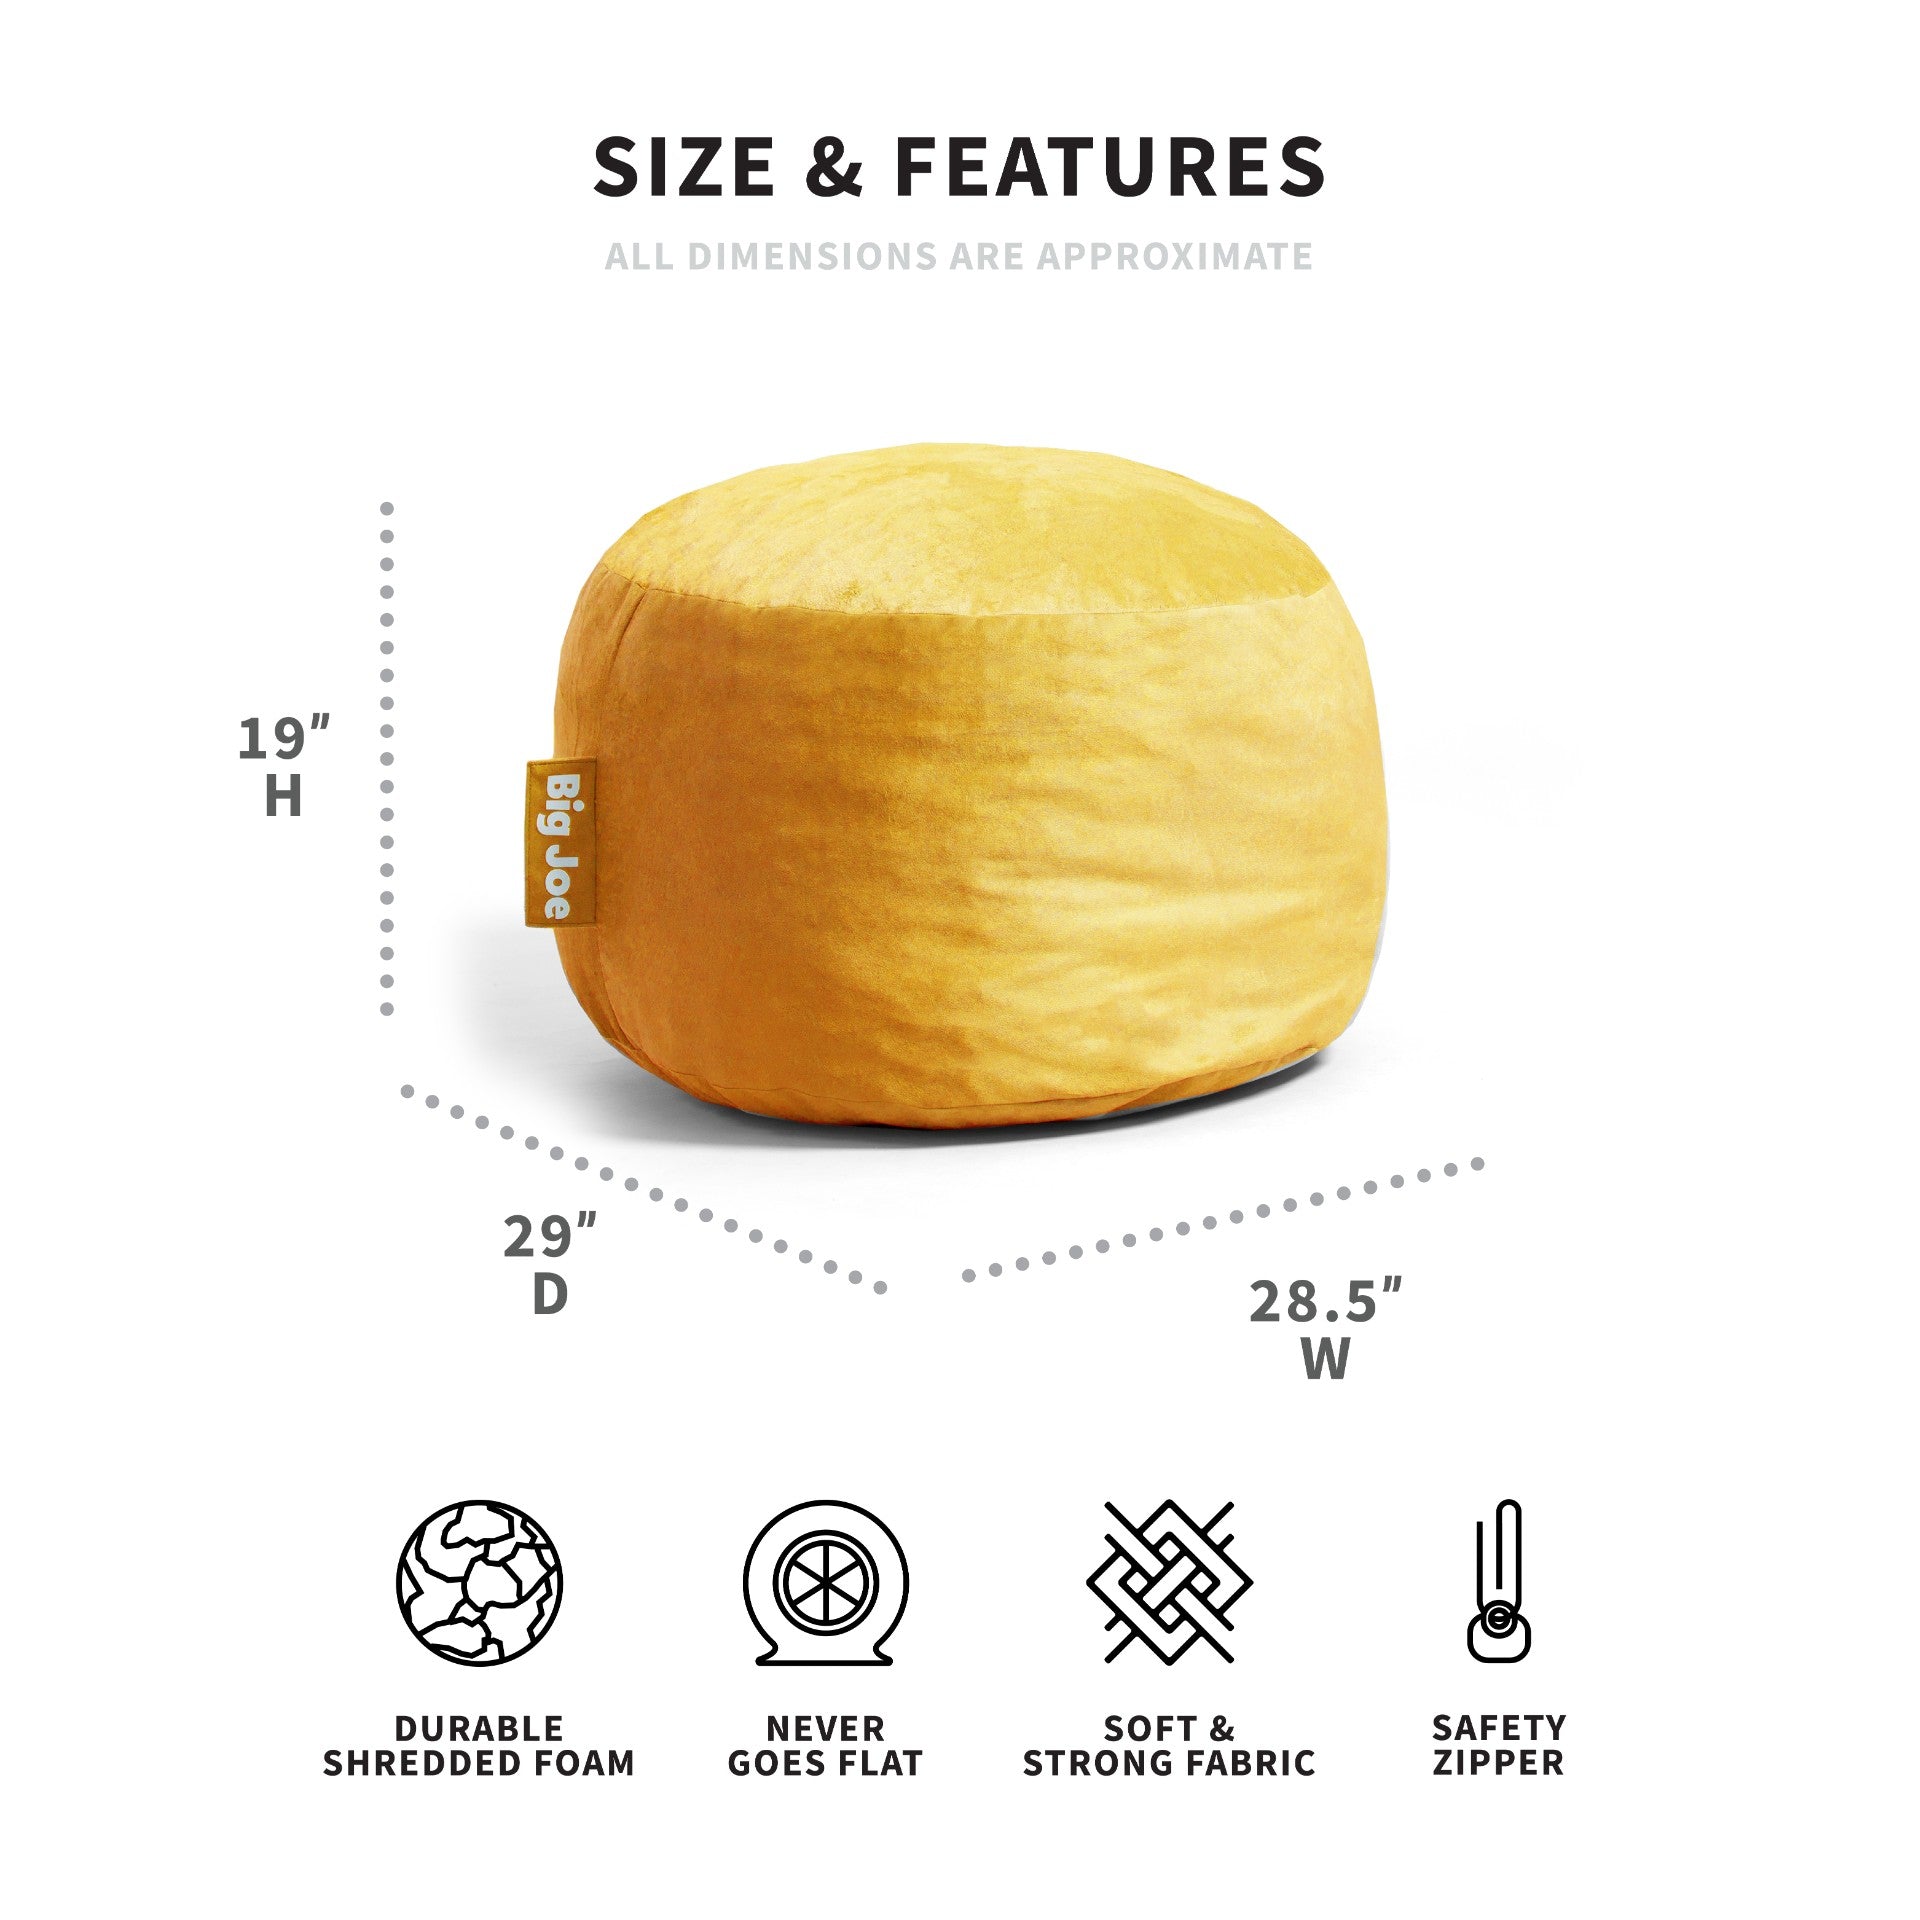 SIZE & FEATURES
ALL DIMENSIONS ARE APPROXIMATE
19"
H
Big Joe
29"
D
28.5"
W
DURABLE
SHREDDED FOAM
NEVER
GOES FLAT
SOFT &
STRONG FABRIC
SAFETY
ZIPPER